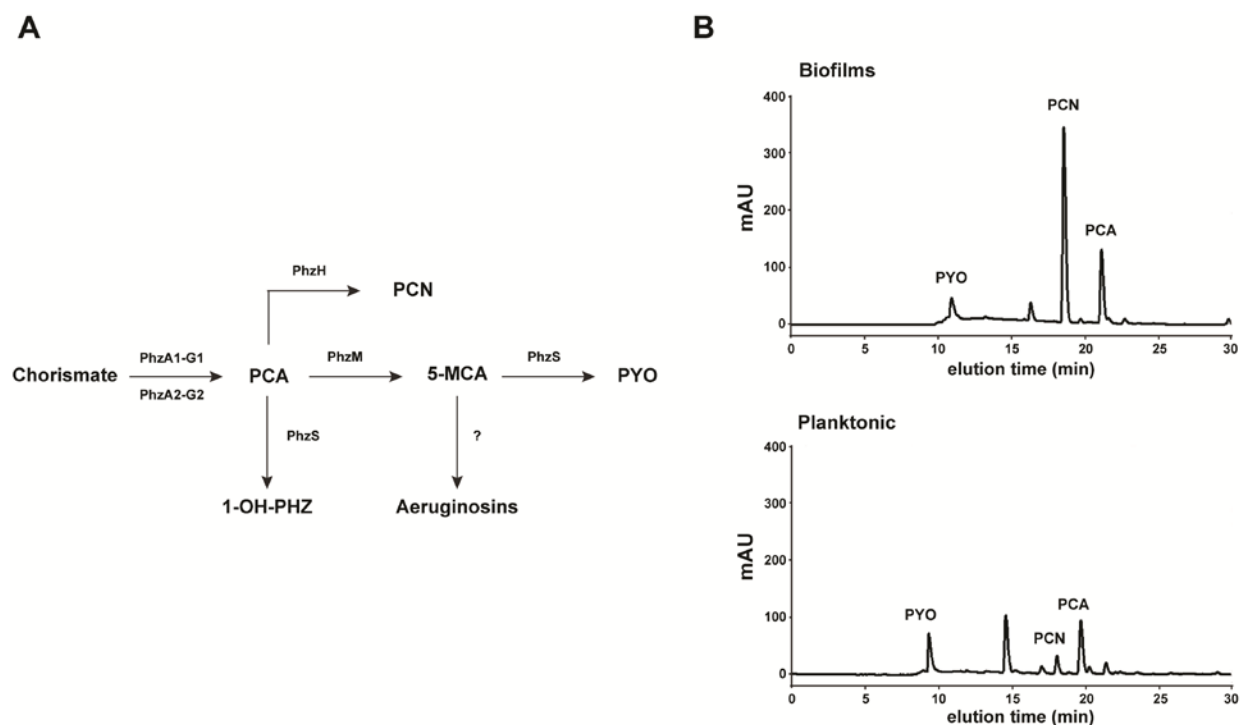 A
PhzH
PCN
PhzA1-G1
PhzM
PhzS
Chorismate
PCA
5-MCA
PYO
PhzA2-G2
PhzS
?
1-OH-PHZ
Aeruginosins
B
Biofilms
400
300
200
100
0
mAU
PCN
PCA
PYO
0 5 10 15 20 25 30
elution time (min)
Planktonic
400
300
200
100
0
mAU
PYO
PCN
PCA
0 5 10 15 20 25 30
elution time (min)